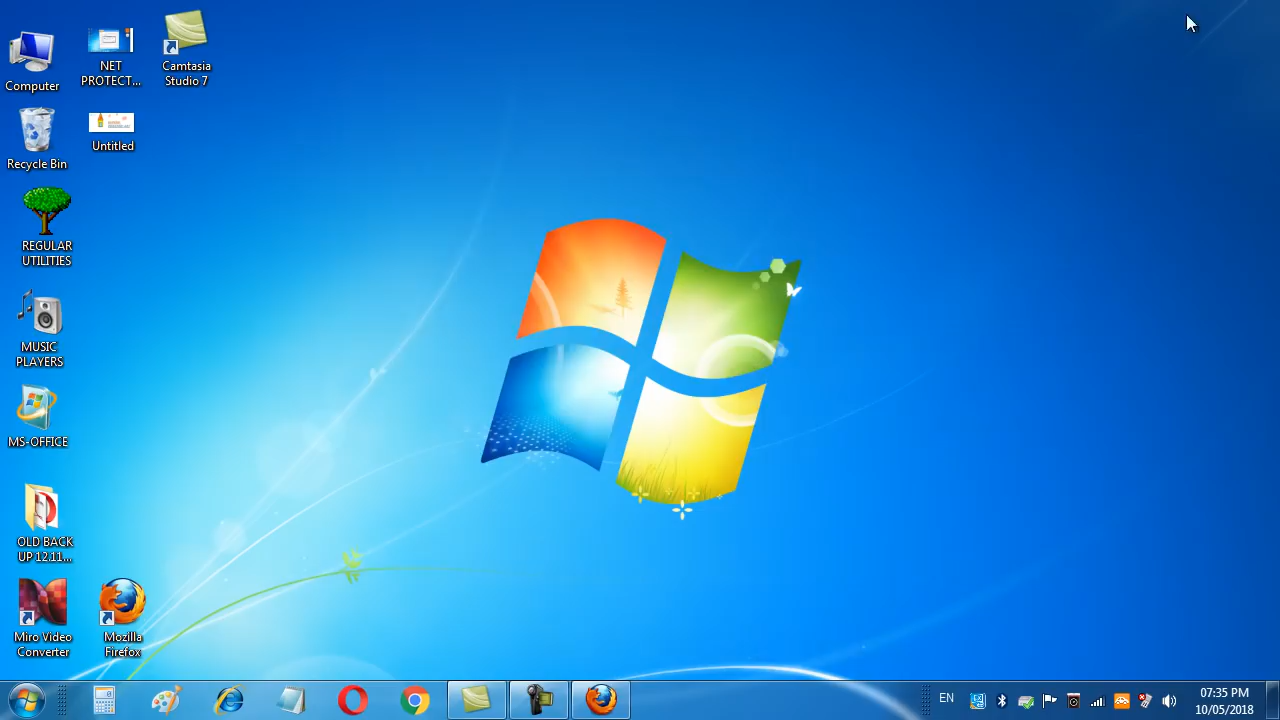 Computer
NET
PROTECT...
Camtasia
Studio 7
Recycle Bin
Untitled
REGULAR
UTILITIES
MUSIC
PLAYERS
MS-OFFICE
OLD BACK
UP 12.11...
Miro Video
Converter
Mozilla
Firefox
EN
07:35 PM
10/05/2018